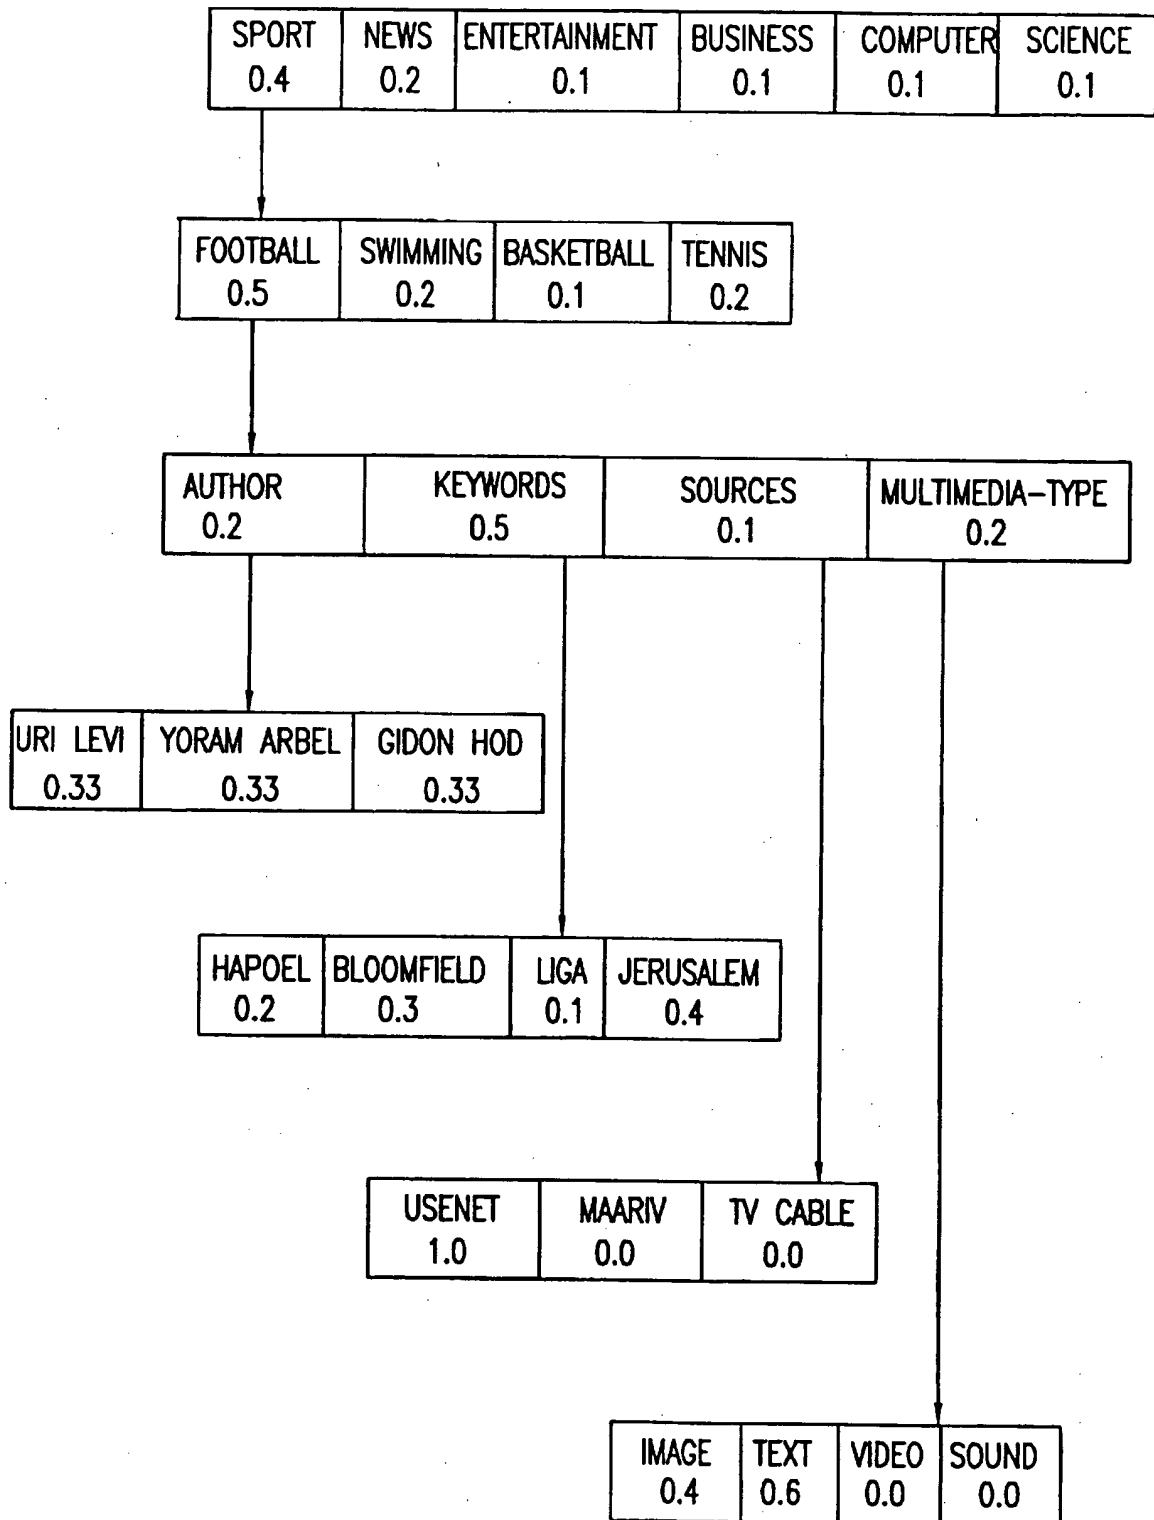 SPORT NEWS ENTERTAINMENT BUSINESS COMPUTER SCIENCE
0.4 0.2 0.1 0.1 0.1 0.1
FOOTBALL SWIMMING BASKETBALL TENNIS
0.5 0.2 0.1 0.2
AUTHOR KEYWORDS SOURCES MULTIMEDIA-TYPE
0.2 0.5 0.1 0.2
URI LEVI YORAM ARBEL GIDON HOD
0.33 0.33 0.33
HAPOEL BLOOMFIELD LIGA JERUSALEM
0.2 0.3 0.1 0.4
USENET MAARIV TV CABLE
1.0 0.0 0.0
IMAGE TEXT VIDEO SOUND
0.4 0.6 0.0 0.0